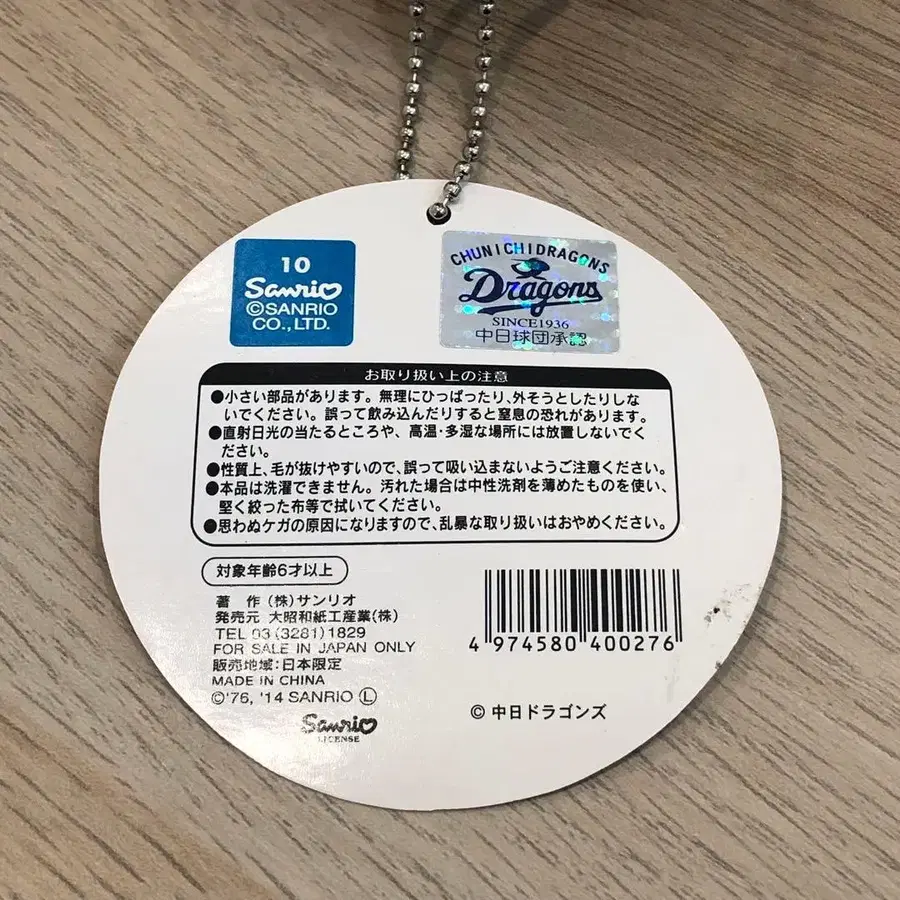 10
Sanrio
©SANRIO
CO.,LTD.
CHUNICHIDRAGONS
Dragons
SINCE1936
中日球団承認
お取り扱い上の注意
●小さい部品があります。無理にひっぱったり、外そうとしたりしな
いでください。誤って飲み込んだりすると窒息の恐れがあります。
●直射日光の当たるところや、高温・多湿な場所には放置しないでく
ださい。
●性質上、毛が抜けやすいので、誤って吸い込まないようご注意ください。
●本品は洗濯できません。汚れた場合は中性洗剤を薄めたものを使い、
堅く絞った布等で拭いてください。
●思わぬケガの原因になりますので、乱暴な取り扱いはおやめください。
対象年齢6才以上
著 作 (株)サンリオ
発売元 大昭和紙工産業(株)
TEL 03 (3281) 1829
FOR SALE IN JAPAN ONLY
販売地域:日本限定
MADE IN CHINA
©'76, '14 SANRIO Ⓛ
Sanrio
LICENSE
4 974580 400276
© 中日ドラゴンズ